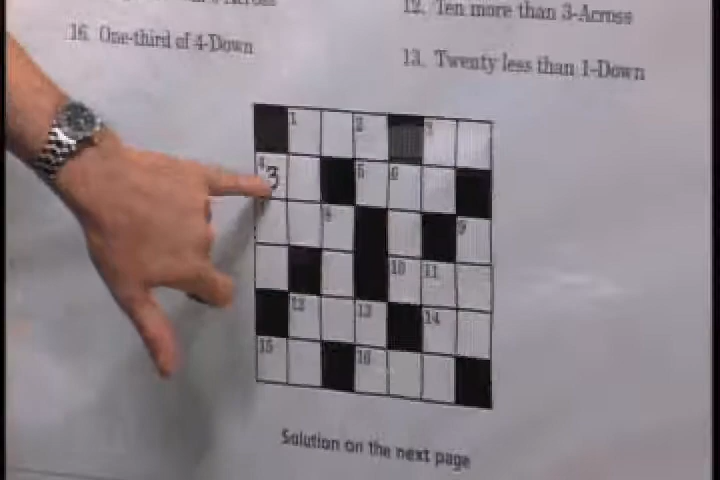 12. Ten more than 3-Across
16. One-third of 4-Down
13. Twenty less than 1-Down
1 2 3
4 3 5 6
7 8 9
10 11
12 13 14
15 16
Solution on the next page